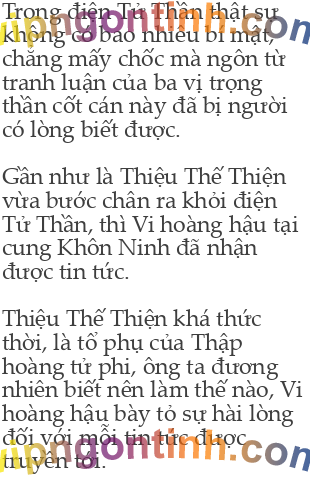 Trong điện Tử Thần thật sự
không có bao nhiêu bí mật,
chẳng mấy chốc mà ngôn từ
tranh luận của ba vị trọng
thần cốt cán này đã bị người
có lòng biết được.

Gần như là Thiệu Thế Thiện
vừa bước chân ra khỏi điện
Tử Thần, thì Vi hoàng hậu tại
cung Khôn Ninh đã nhận
được tin tức.

Thiệu Thế Thiện khá thức
thời, là tổ phụ của Thập
hoàng tử phi, ông ta đương
nhiên biết nên làm thế nào, Vi
hoàng hậu bày tỏ sự hài lòng
đối với mỗi tin tức được
truyền tới.
vipngontinh.com
vipngontinh.com